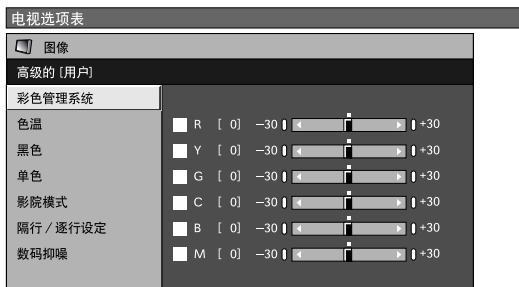 电视选项表
图像
高级的 [用户]
彩色管理系统
色温 R [ 0] −30 +30
黑色 Y [ 0] −30 +30
单色 G [ 0] −30 +30
影院模式 C [ 0] −30 +30
隔行 / 逐行设定 B [ 0] −30 +30
数码抑噪 M [ 0] −30 +30